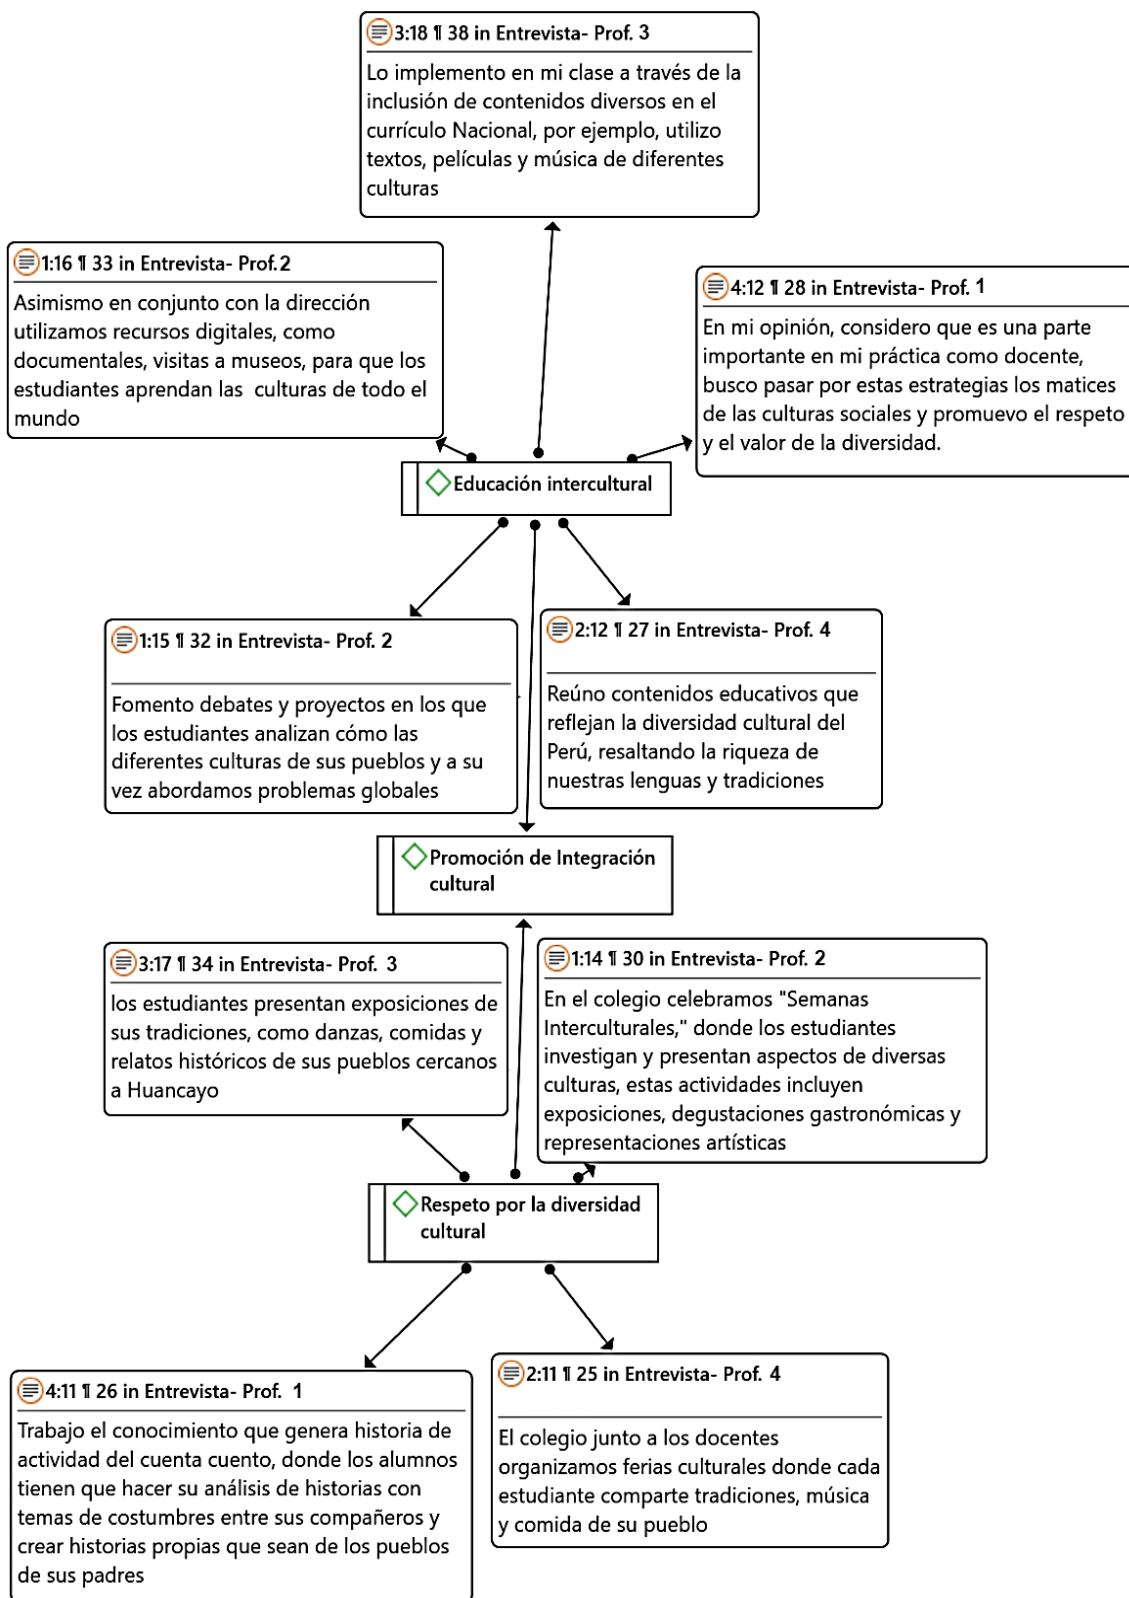 3:18 ¶ 38 in Entrevista- Prof. 3
Lo implemento en mi clase a través de la
inclusión de contenidos diversos en el
currículo Nacional, por ejemplo, utilizo
textos, películas y música de diferentes
culturas
1:16 ¶ 33 in Entrevista- Prof.2
Asimismo en conjunto con la dirección
utilizamos recursos digitales, como
documentales, visitas a museos, para que los
estudiantes aprendan las culturas de todo el
mundo
4:12 ¶ 28 in Entrevista- Prof. 1
En mi opinión, considero que es una parte
importante en mi práctica como docente,
busco pasar por estas estrategias los matices
de las culturas sociales y promuevo el respeto
y el valor de la diversidad.
Educación intercultural
1:15 ¶ 32 in Entrevista- Prof. 2
Fomento debates y proyectos en los que
los estudiantes analizan cómo las
diferentes culturas de sus pueblos y a su
vez abordamos problemas globales
2:12 ¶ 27 in Entrevista- Prof. 4
Reúno contenidos educativos que
reflejan la diversidad cultural del
Perú, resaltando la riqueza de
nuestras lenguas y tradiciones
Promoción de Integración
cultural
3:17 ¶ 34 in Entrevista- Prof. 3
los estudiantes presentan exposiciones de
sus tradiciones, como danzas, comidas y
relatos históricos de sus pueblos cercanos
a Huancayo
1:14 ¶ 30 in Entrevista- Prof. 2
En el colegio celebramos "Semanas
Interculturales," donde los estudiantes
investigan y presentan aspectos de diversas
culturas, estas actividades incluyen
exposiciones, degustaciones gastronómicas y
representaciones artísticas
Respeto por la diversidad
cultural
4:11 ¶ 26 in Entrevista- Prof. 1
Trabajo el conocimiento que genera historia de
actividad del cuenta cuento, donde los alumnos
tienen que hacer su análisis de historias con
temas de costumbres entre sus compañeros y
crear historias propias que sean de los pueblos
de sus padres
2:11 ¶ 25 in Entrevista- Prof. 4
El colegio junto a los docentes
organizamos ferias culturales donde cada
estudiante comparte tradiciones, música
y comida de su pueblo